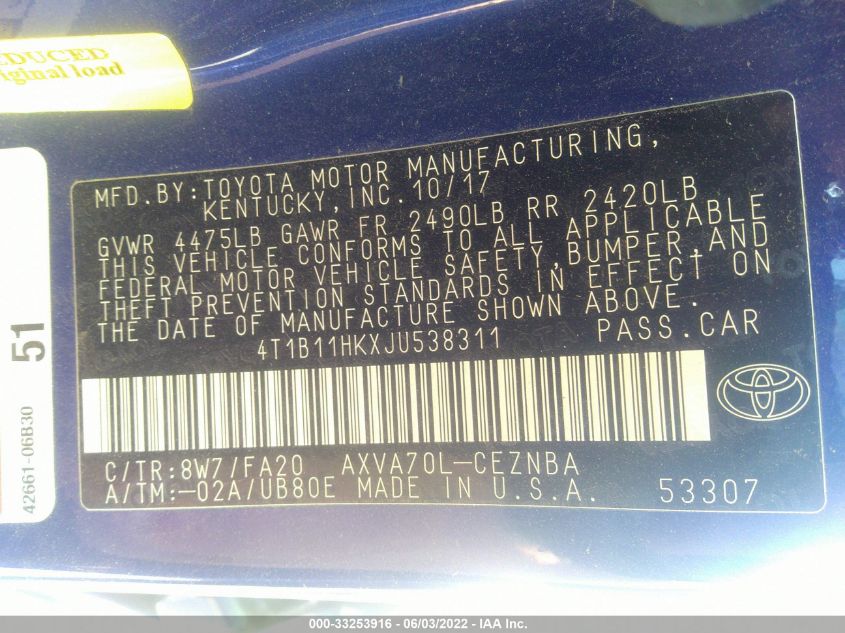 EDUCED
riginal load
51
42661-06B30
MFD.BY:TOYOTA MOTOR MANUFACTURING,
KENTUCKY,INC.10/17
GVWR 4475LB GAWR FR 2490LB RR 2420LB
THIS VEHICLE CONFORMS TO ALL APPLICABLE
FEDERAL MOTOR VEHICLE SAFETY,BUMPER,AND
THEFT PREVENTION STANDARDS IN EFFECT ON
THE DATE OF MANUFACTURE SHOWN ABOVE.
4T1B11HKXJU538311 PASS.CAR
C/TR:8W7/FA20 AXVA70L-CEZNBA
A/TM:-02A/UB80E MADE IN U.S.A. 53307
000-33253916 - 06/03/2022 - IAA Inc.